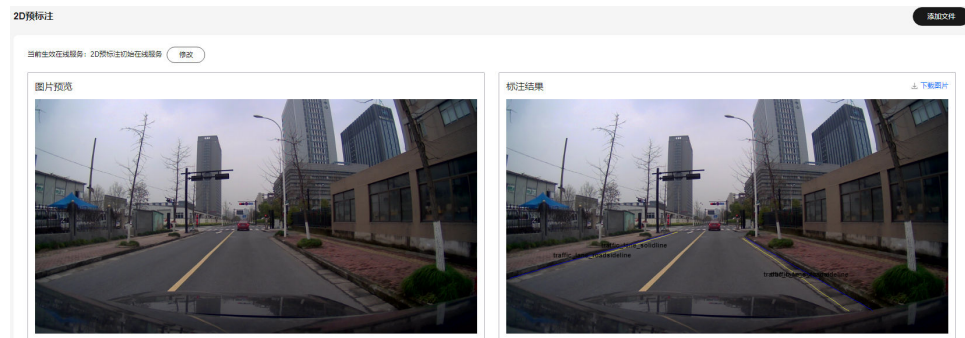 2D预标注
添加文件
当前生效在线服务：2D预标注初始在线服务
修改
图片预览
标注结果
下载图片
traffic_lane_solidline
traffic_lane_roadsideline